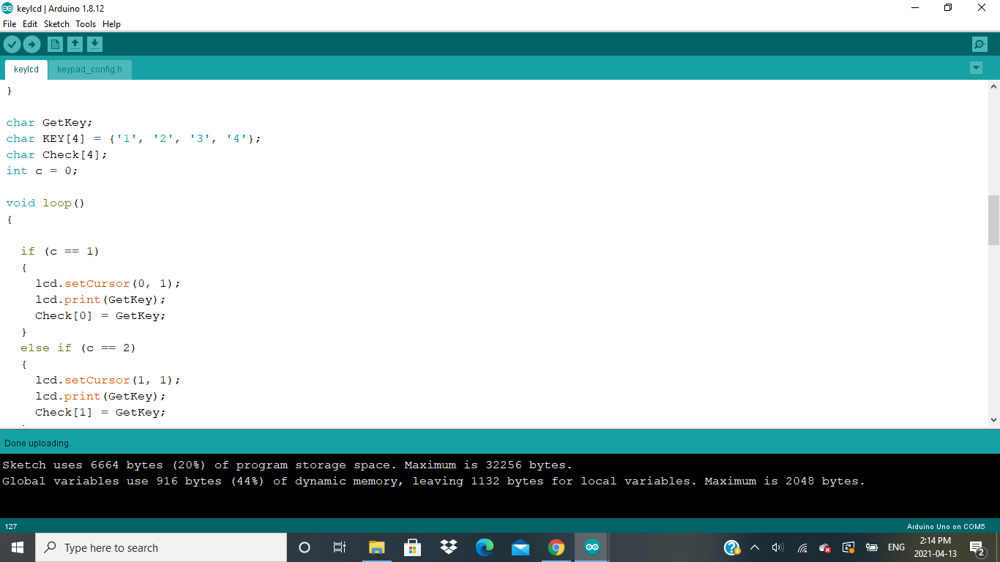 keylcd | Arduino 1.8.12
File Edit Sketch Tools Help
keylcd keypad_config.h
}
char GetKey;
char KEY[4] = {'1', '2', '3', '4'};
char Check[4];
int c = 0;
void loop()
{
if (c == 1)
{
lcd.setCursor(0, 1);
lcd.print(GetKey);
Check[0] = GetKey;
}
else if (c == 2)
{
lcd.setCursor(1, 1);
lcd.print(GetKey);
Check[1] = GetKey;
Done uploading.
Sketch uses 6664 bytes (20%) of program storage space. Maximum is 32256 bytes.
Global variables use 916 bytes (44%) of dynamic memory, leaving 1132 bytes for local variables. Maximum is 2048 bytes.
127 Arduino Uno on COM5
Type here to search
ENG
2:14 PM
2021-04-13
2